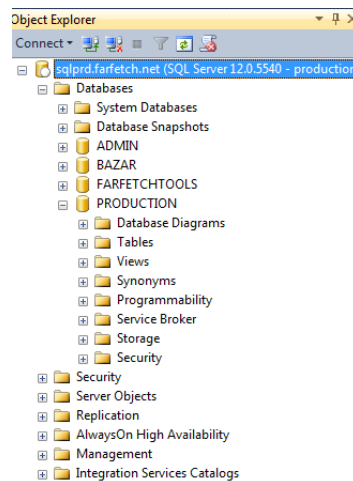 Object Explorer
Connect
sqlprd.farfetch.net (SQL Server 12.0.5540 - production
Databases
System Databases
Database Snapshots
ADMIN
BAZAR
FARFETCHTOOLS
PRODUCTION
Database Diagrams
Tables
Views
Synonyms
Programmability
Service Broker
Storage
Security
Security
Server Objects
Replication
AlwaysOn High Availability
Management
Integration Services Catalogs